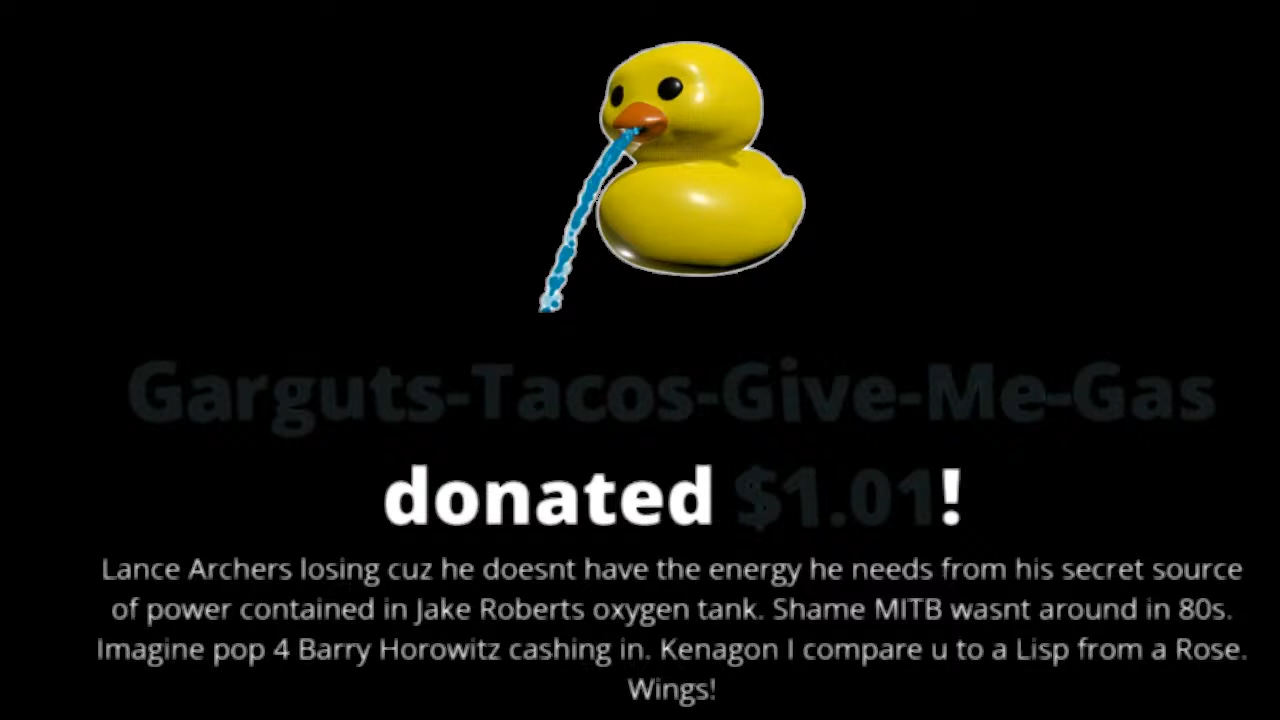 Garguts-Tacos-Give-Me-Gas
donated $1.01!
Lance Archers losing cuz he doesnt have the energy he needs from his secret source
of power contained in Jake Roberts oxygen tank. Shame MITB wasnt around in 80s.
Imagine pop 4 Barry Horowitz cashing in. Kenagon I compare u to a Lisp from a Rose.
Wings!